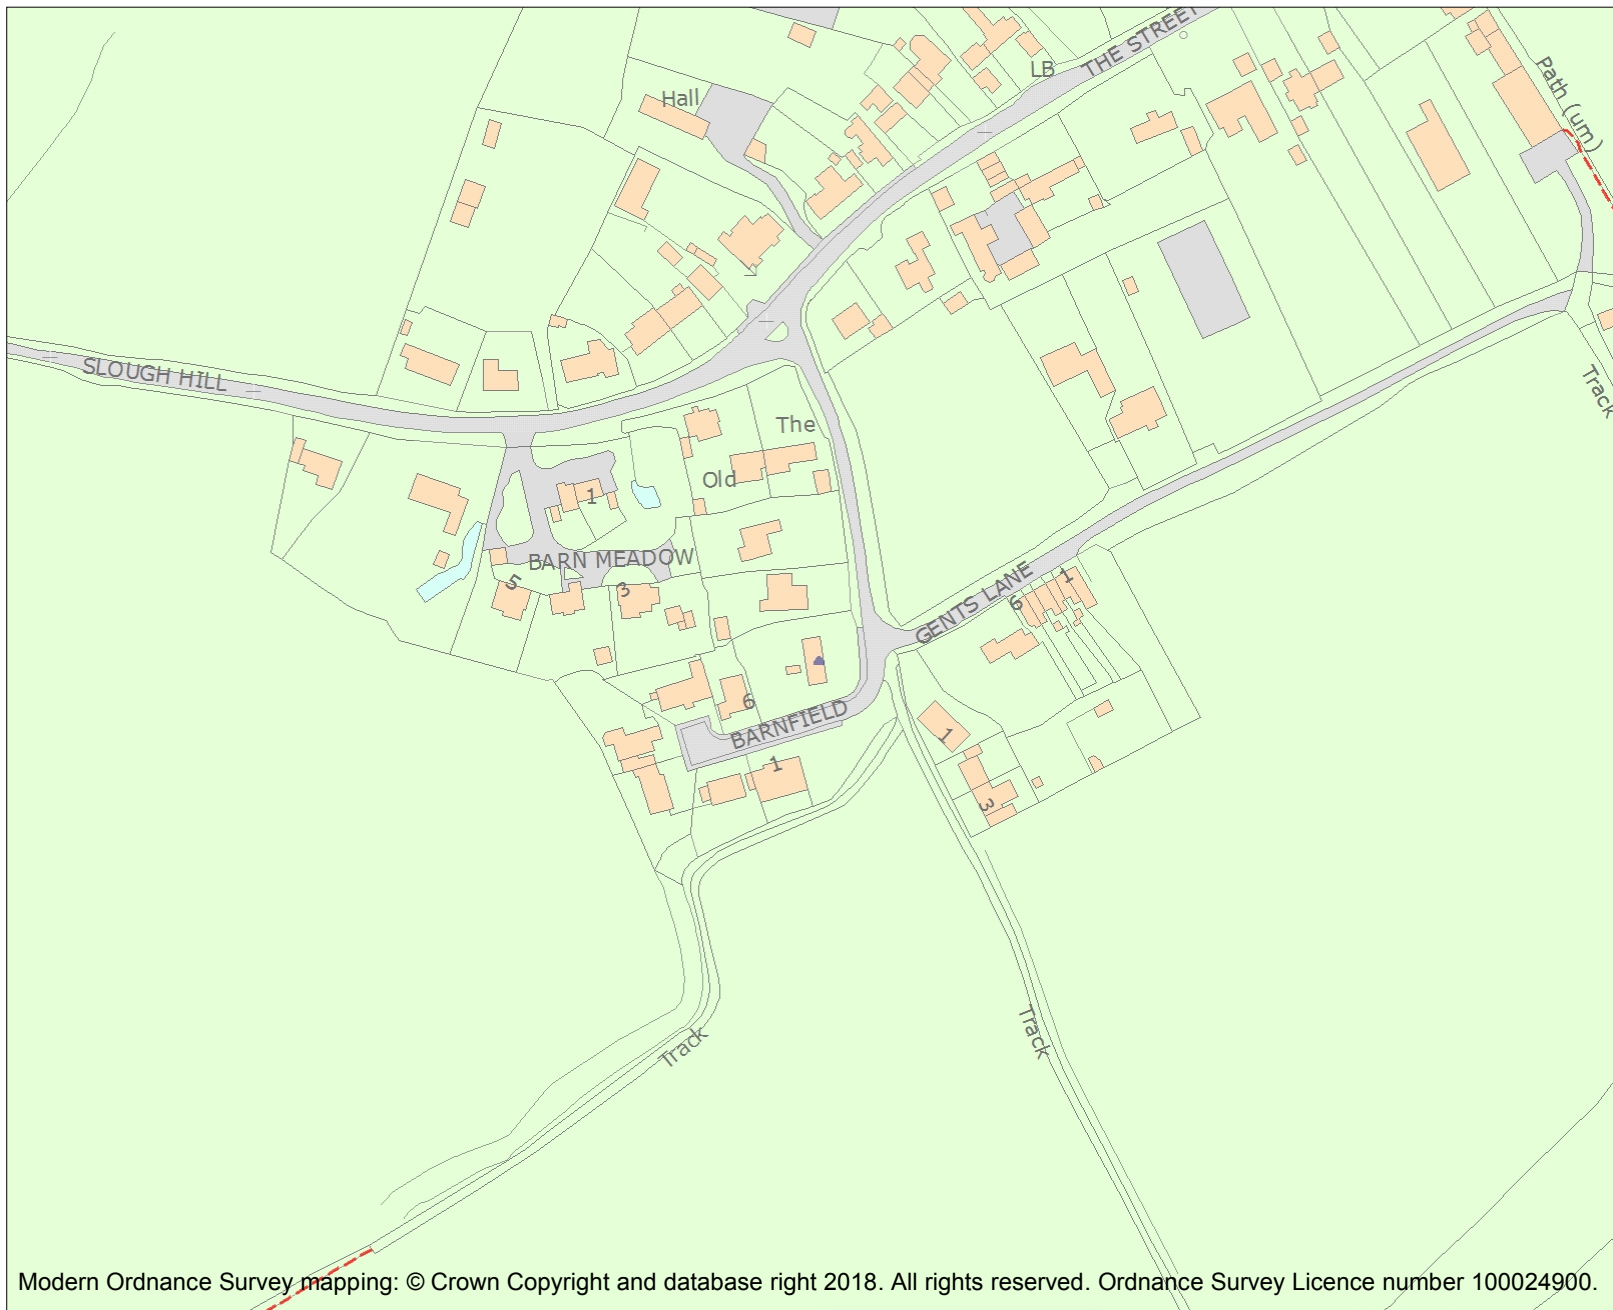 THE STREET
LB
Path (um)
Hall
SLOUGH HILL
Track
The
Old
1
BARN MEADOW
5
3
GENTS LANE
1
6
6
BARNFIELD
1
1
3
Track
Track
Modern Ordnance Survey mapping: © Crown Copyright and database right 2018. All rights reserved. Ordnance Survey Licence number 100024900.